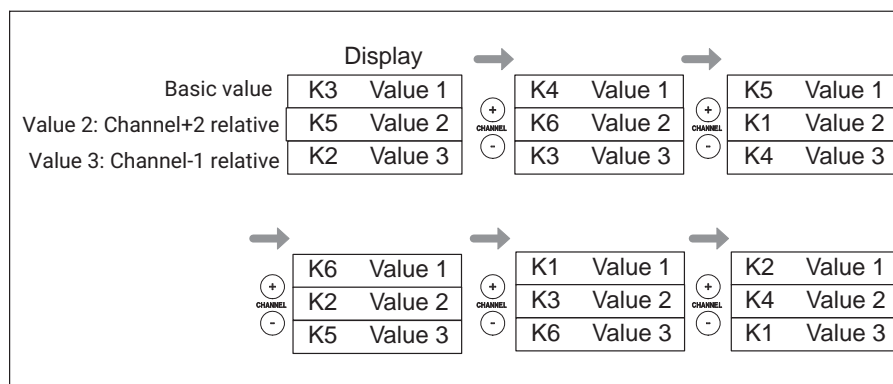 Display
Basic value K3 Value 1 K4 Value 1 K5 Value 1
Value 2: Channel+2 relative K5 Value 2 + CHANNEL - K6 Value 2 + CHANNEL - K1 Value 2
Value 3: Channel-1 relative K2 Value 3 K3 Value 3 K4 Value 3
K6 Value 1 K1 Value 1 K2 Value 1
+ CHANNEL - K2 Value 2 + CHANNEL - K3 Value 2 + CHANNEL - K4 Value 2
K5 Value 3 K6 Value 3 K1 Value 3